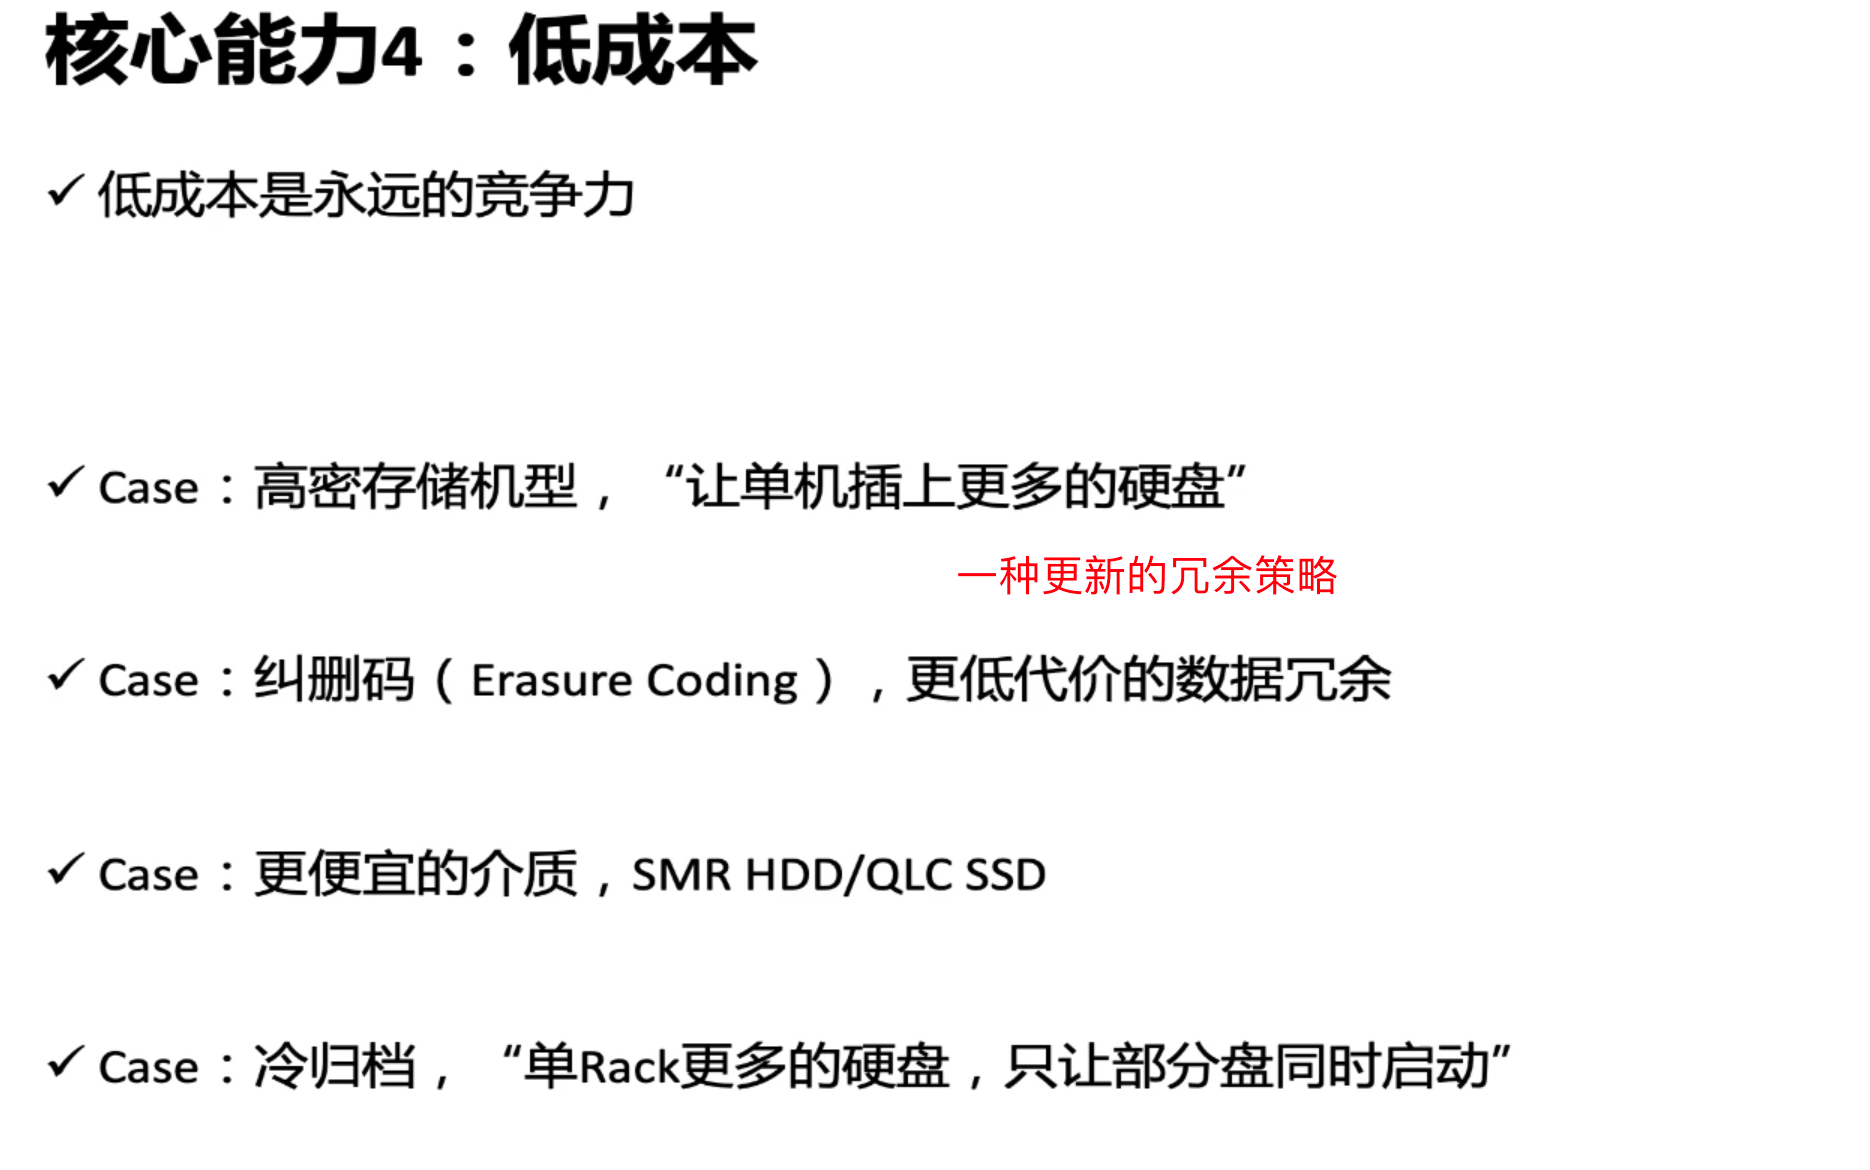 核心能力4：低成本
✓ 低成本是永远的竞争力
✓ Case：高密存储机型，“让单机插上更多的硬盘”
一种更新的冗余策略
✓ Case：纠删码（Erasure Coding），更低代价的数据冗余
✓ Case：更便宜的介质，SMR HDD/QLC SSD
✓ Case：冷归档，“单Rack更多的硬盘，只让部分盘同时启动”